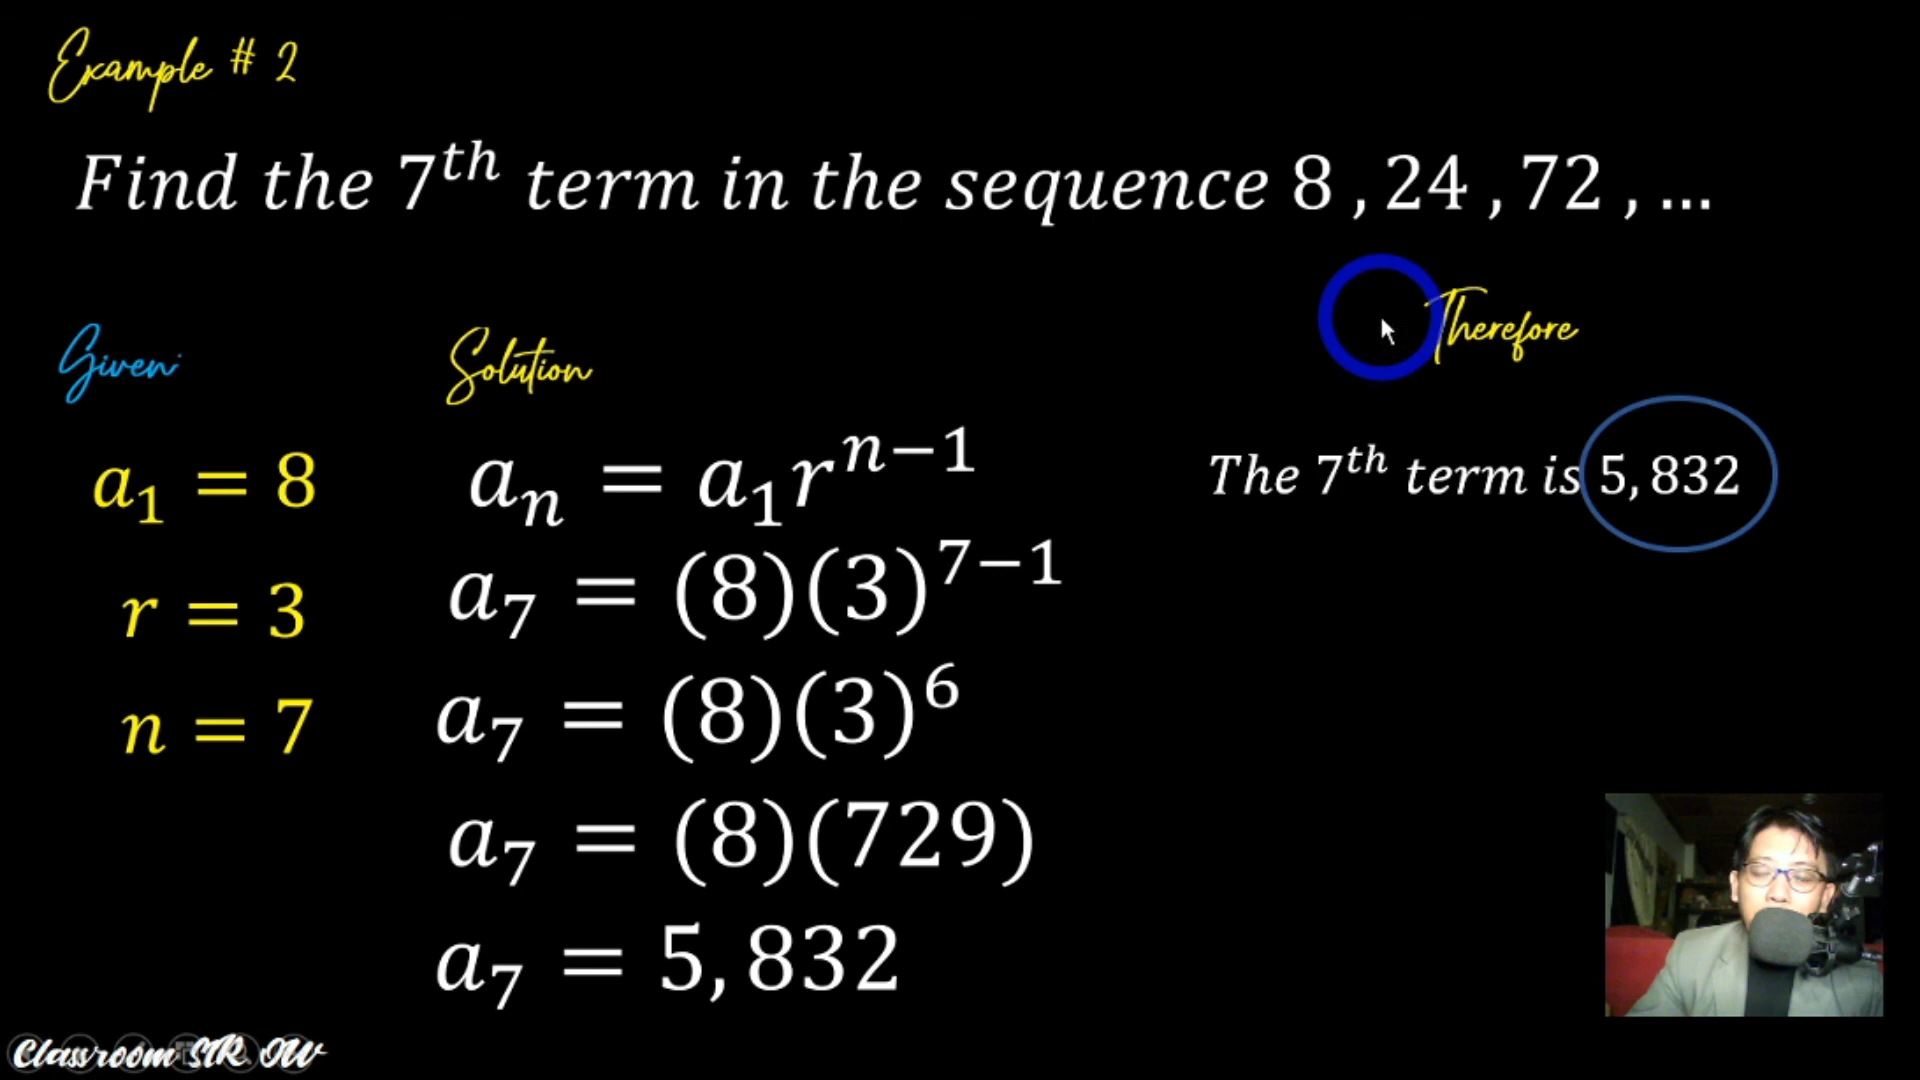 Example # 2
Find the 7ᵗʰ term in the sequence 8 , 24 , 72 , ...
Given:
Solution
Therefore
a₁ = 8
aₙ = a₁rⁿ⁻¹
The 7ᵗʰ term is 5,832
r = 3
a₇ = (8)(3)⁷⁻¹
n = 7
a₇ = (8)(3)⁶
a₇ = (8)(729)
a₇ = 5,832
Classroom SIR OW